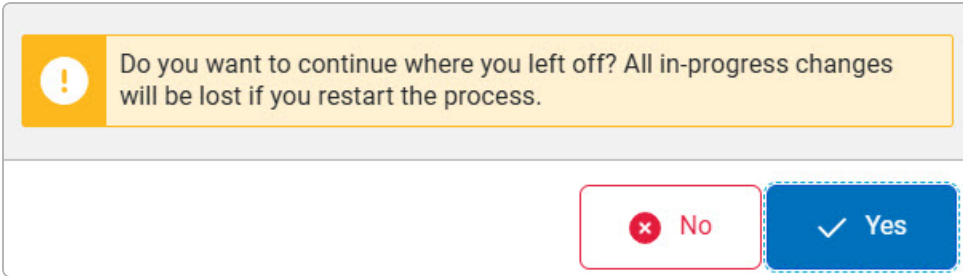 Do you want to continue where you left off? All in-progress changes
will be lost if you restart the process.
No
Yes